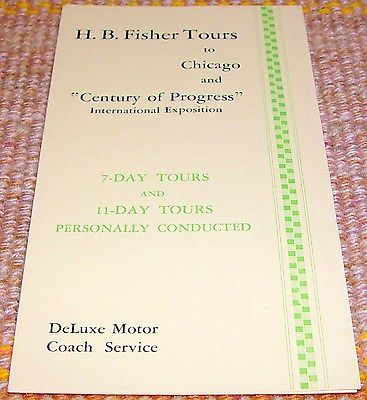 H. B. Fisher Tours
to
Chicago
and
"Century of Progress"
International Exposition
7-DAY TOURS
AND
11-DAY TOURS
PERSONALLY CONDUCTED
DeLuxe Motor
Coach Service